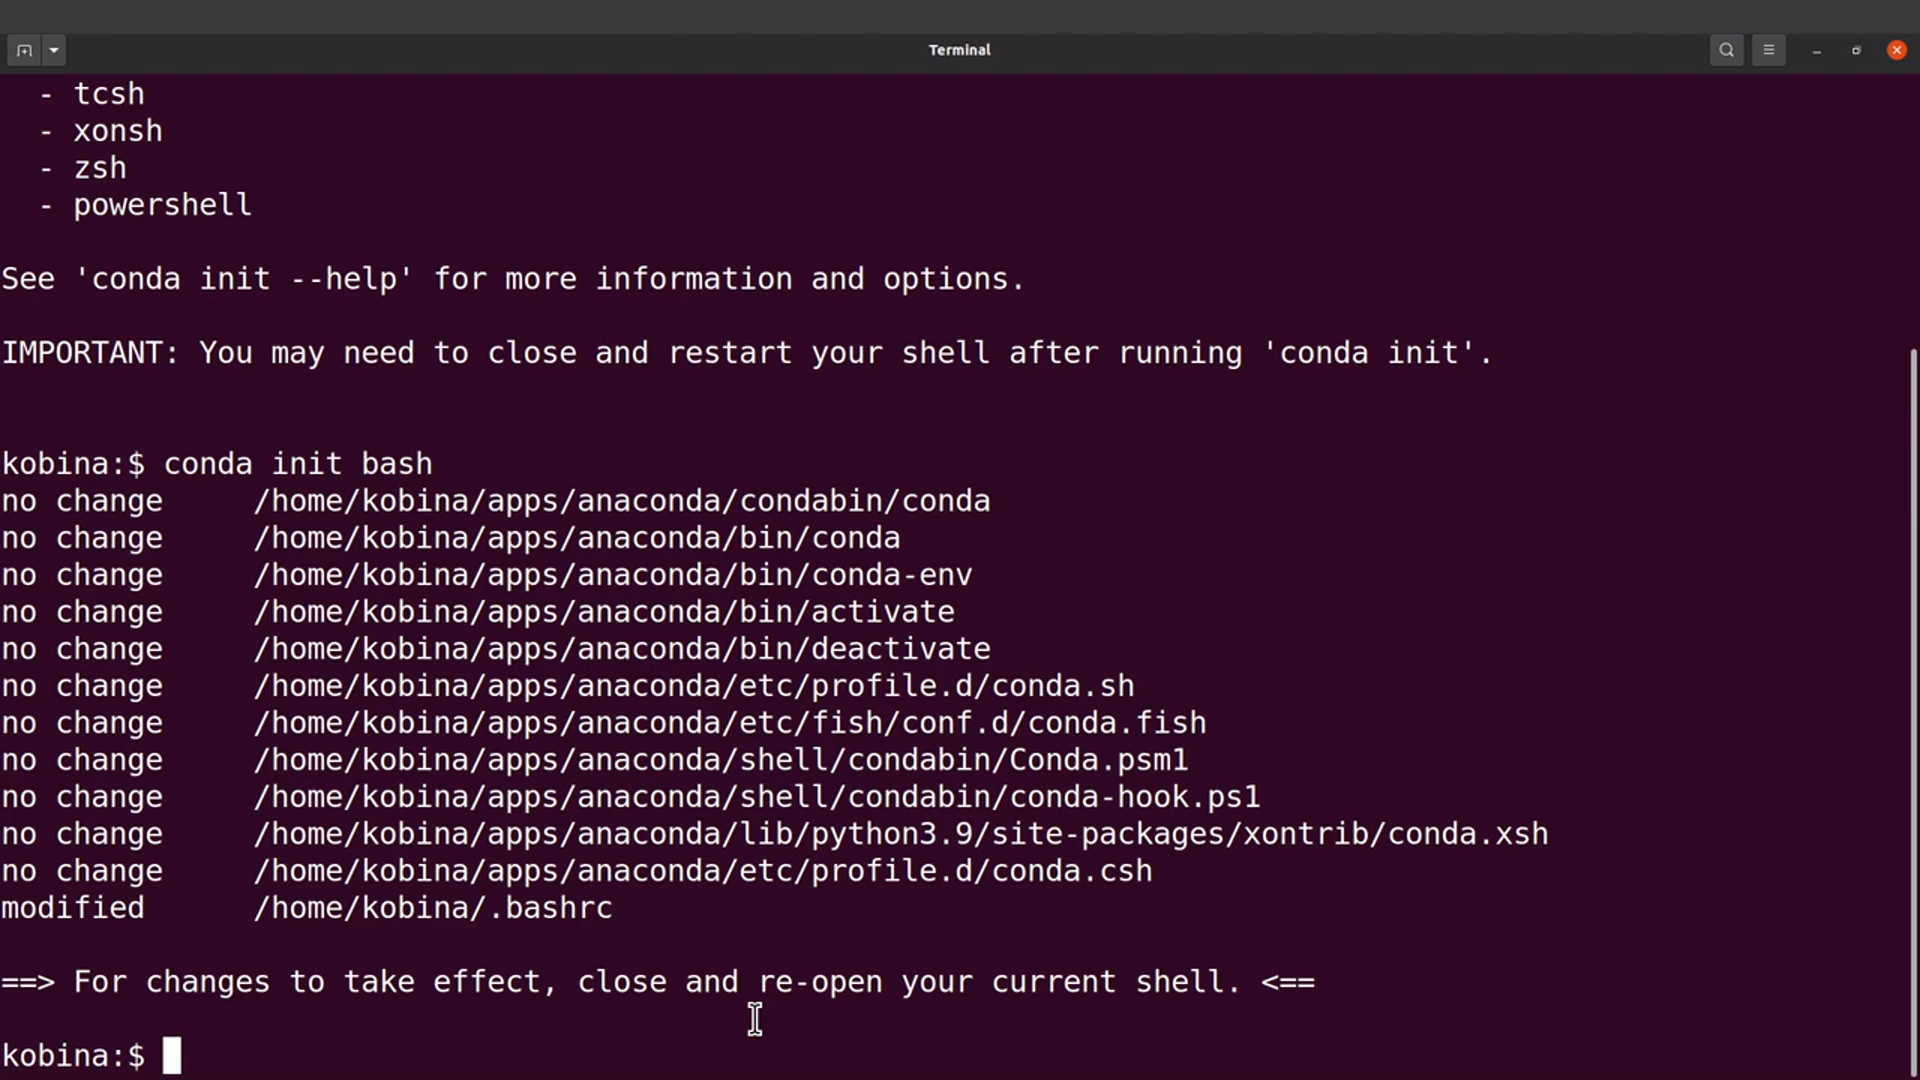 Terminal
- tcsh
- xonsh
- zsh
- powershell
See 'conda init --help' for more information and options.
IMPORTANT: You may need to close and restart your shell after running 'conda init'.
kobina:$ conda init bash
no change     /home/kobina/apps/anaconda/condabin/conda
no change     /home/kobina/apps/anaconda/bin/conda
no change     /home/kobina/apps/anaconda/bin/conda-env
no change     /home/kobina/apps/anaconda/bin/activate
no change     /home/kobina/apps/anaconda/bin/deactivate
no change     /home/kobina/apps/anaconda/etc/profile.d/conda.sh
no change     /home/kobina/apps/anaconda/etc/fish/conf.d/conda.fish
no change     /home/kobina/apps/anaconda/shell/condabin/Conda.psm1
no change     /home/kobina/apps/anaconda/shell/condabin/conda-hook.ps1
no change     /home/kobina/apps/anaconda/lib/python3.9/site-packages/xontrib/conda.xsh
no change     /home/kobina/apps/anaconda/etc/profile.d/conda.csh
modified      /home/kobina/.bashrc
==> For changes to take effect, close and re-open your current shell. <==
kobina:$